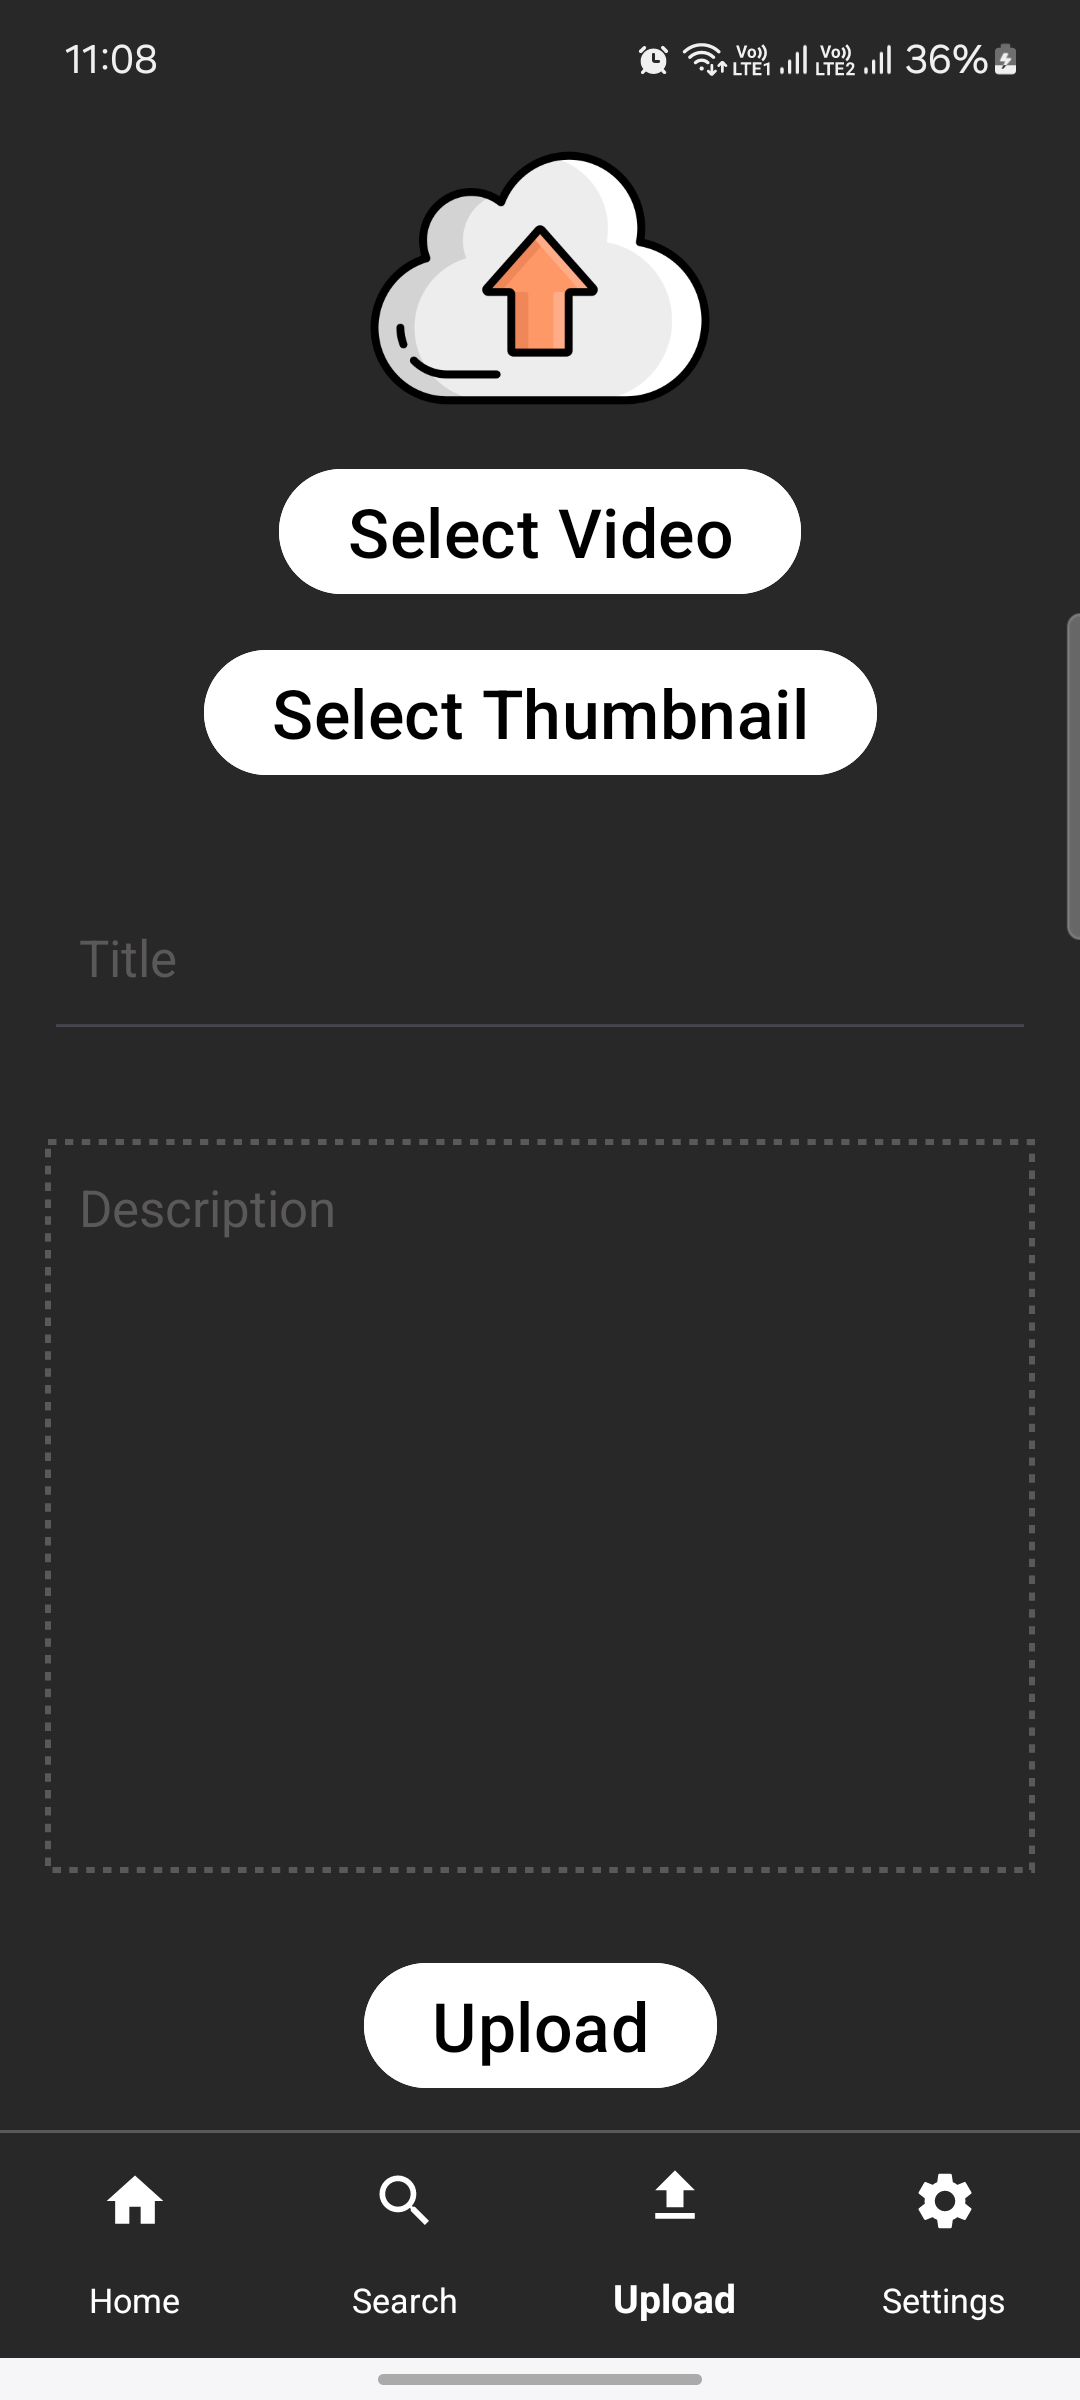 11:08 Vo)) LTE1 Vo)) LTE2 36%
Select Video
Select Thumbnail
Title
Description
Upload
Home Search Upload Settings